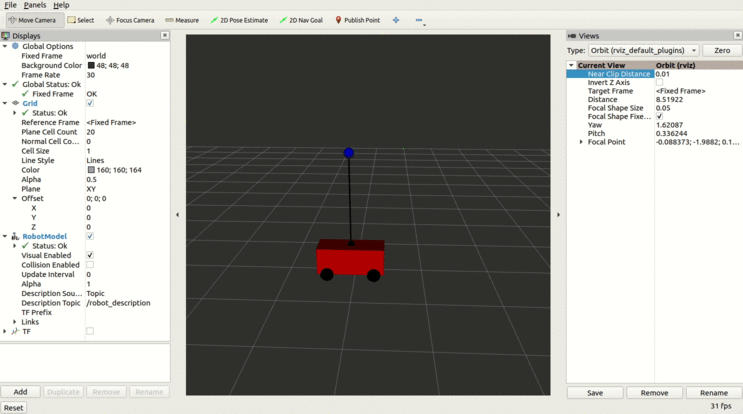 File Panels Help
Move Camera Select Focus Camera Measure 2D Pose Estimate 2D Nav Goal Publish Point
Displays
Global Options
Fixed Frame world
Background Color 48; 48; 48
Frame Rate 30
Global Status: Ok
Fixed Frame OK
Grid
Status: Ok
Reference Frame <Fixed Frame>
Plane Cell Count 20
Normal Cell Co... 0
Cell Size 1
Line Style Lines
Color 160; 160; 164
Alpha 0.5
Plane XY
Offset 0; 0; 0
X 0
Y 0
Z 0
RobotModel
Status: Ok
Visual Enabled
Collision Enabled
Update Interval 0
Alpha 1
Description Sou... Topic
Description Topic /robot_description
TF Prefix
Links
TF
Add Duplicate Remove Rename
Reset
Views
Type: Orbit (rviz_default_plugins) Zero
Current View Orbit (rviz)
Near Clip Distance 0.01
Invert Z Axis
Target Frame <Fixed Frame>
Distance 8.51922
Focal Shape Size 0.05
Focal Shape Fixe...
Yaw 1.62087
Pitch 0.336244
Focal Point -0.088373; -1.9882; 0.1...
Save Remove Rename
31 fps